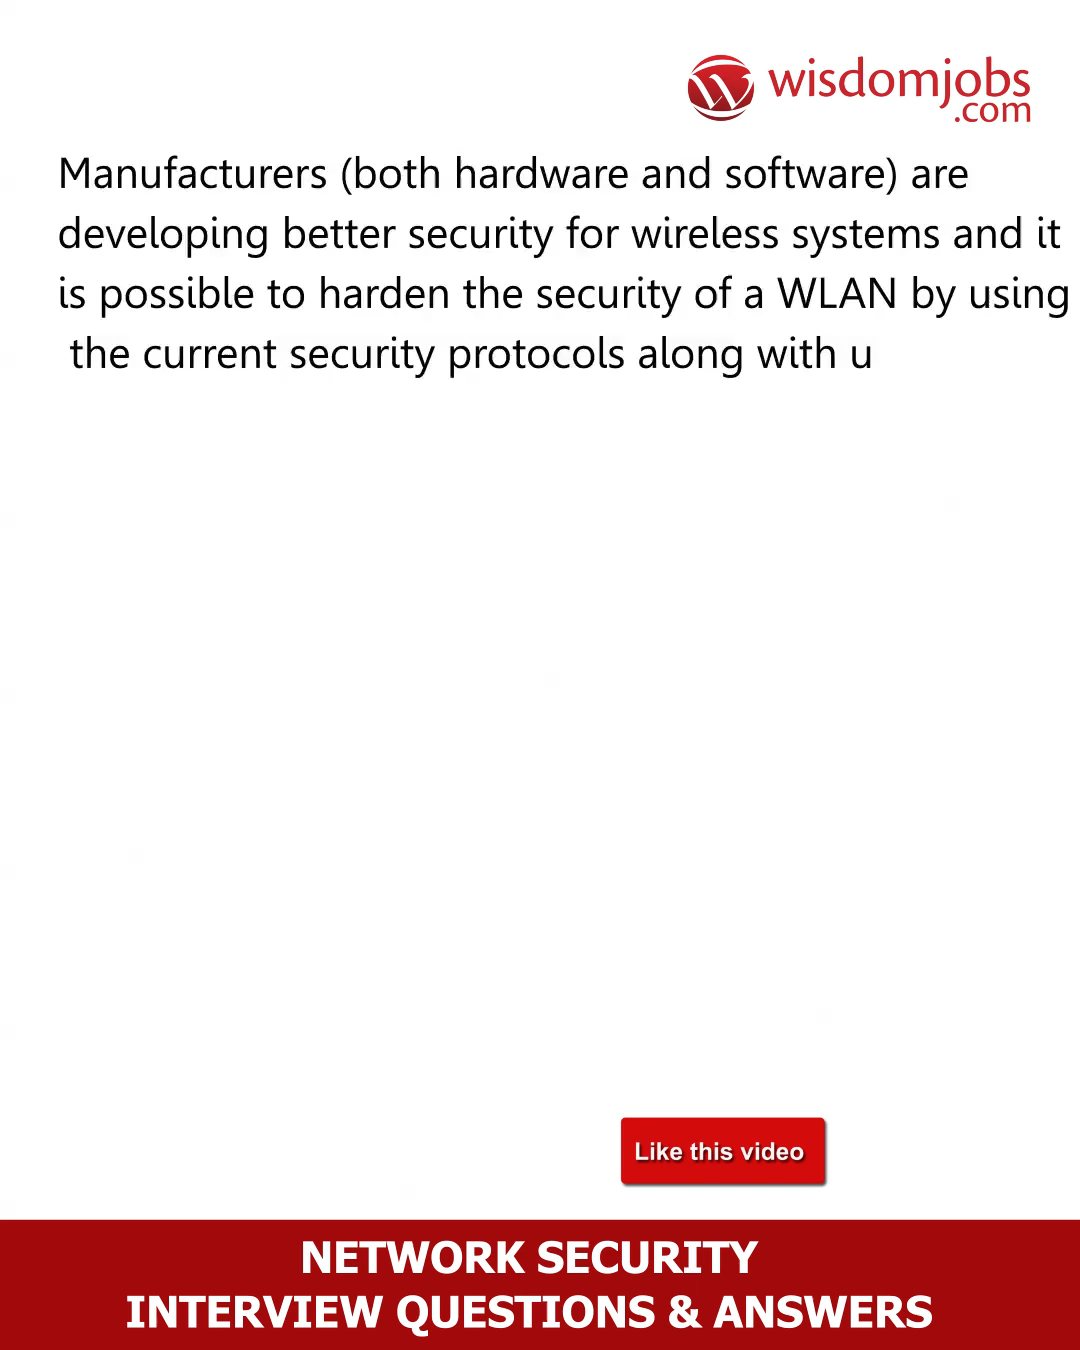 wisdomjobs
.com
Manufacturers (both hardware and software) are
developing better security for wireless systems and it
is possible to harden the security of a WLAN by using
the current security protocols along with u
Like this video
NETWORK SECURITY
INTERVIEW QUESTIONS & ANSWERS